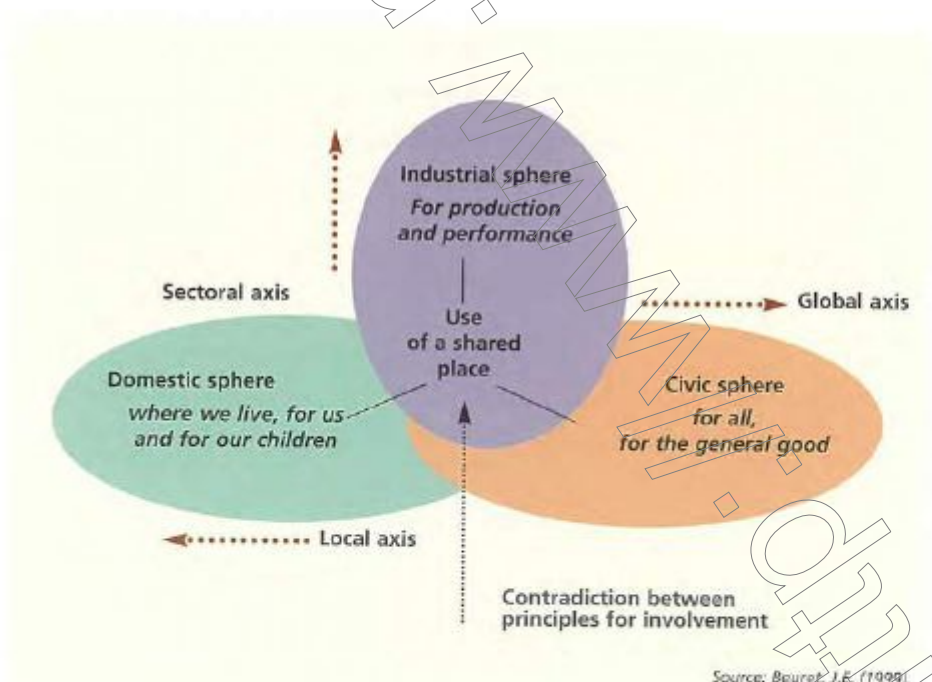 Industrial sphere
For production
and performance
Sectoral axis
Global axis
Use
of a shared
place
Domestic sphere
where we live, for us
and for our children
Civic sphere
for all,
for the general good
Local axis
Contradiction between
principles for involvement
Source: J.E.